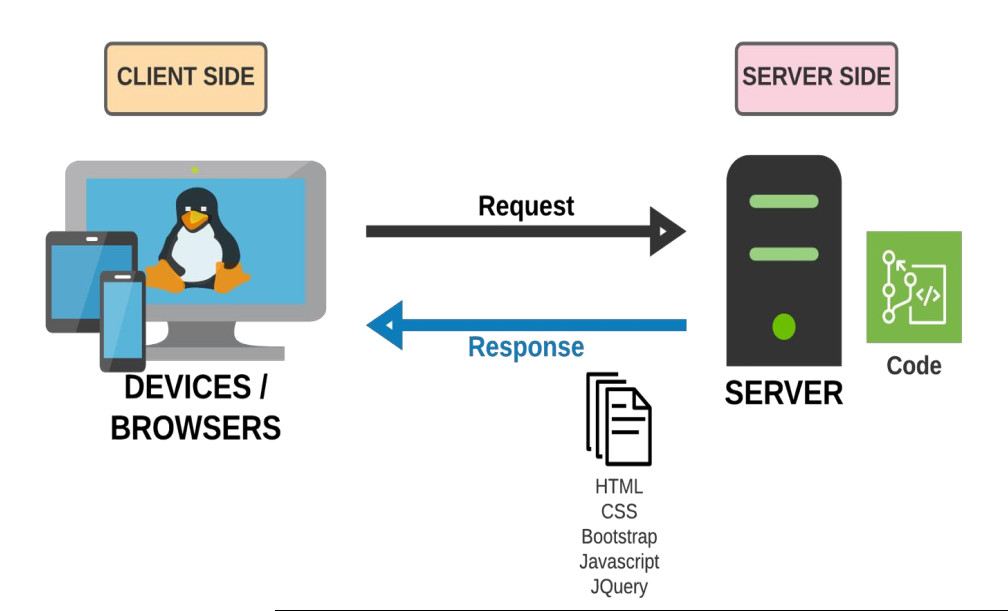 CLIENT SIDE
SERVER SIDE
Request
Response
</>
Code
DEVICES /
BROWSERS
SERVER
HTML
CSS
Bootstrap
Javascript
JQuery